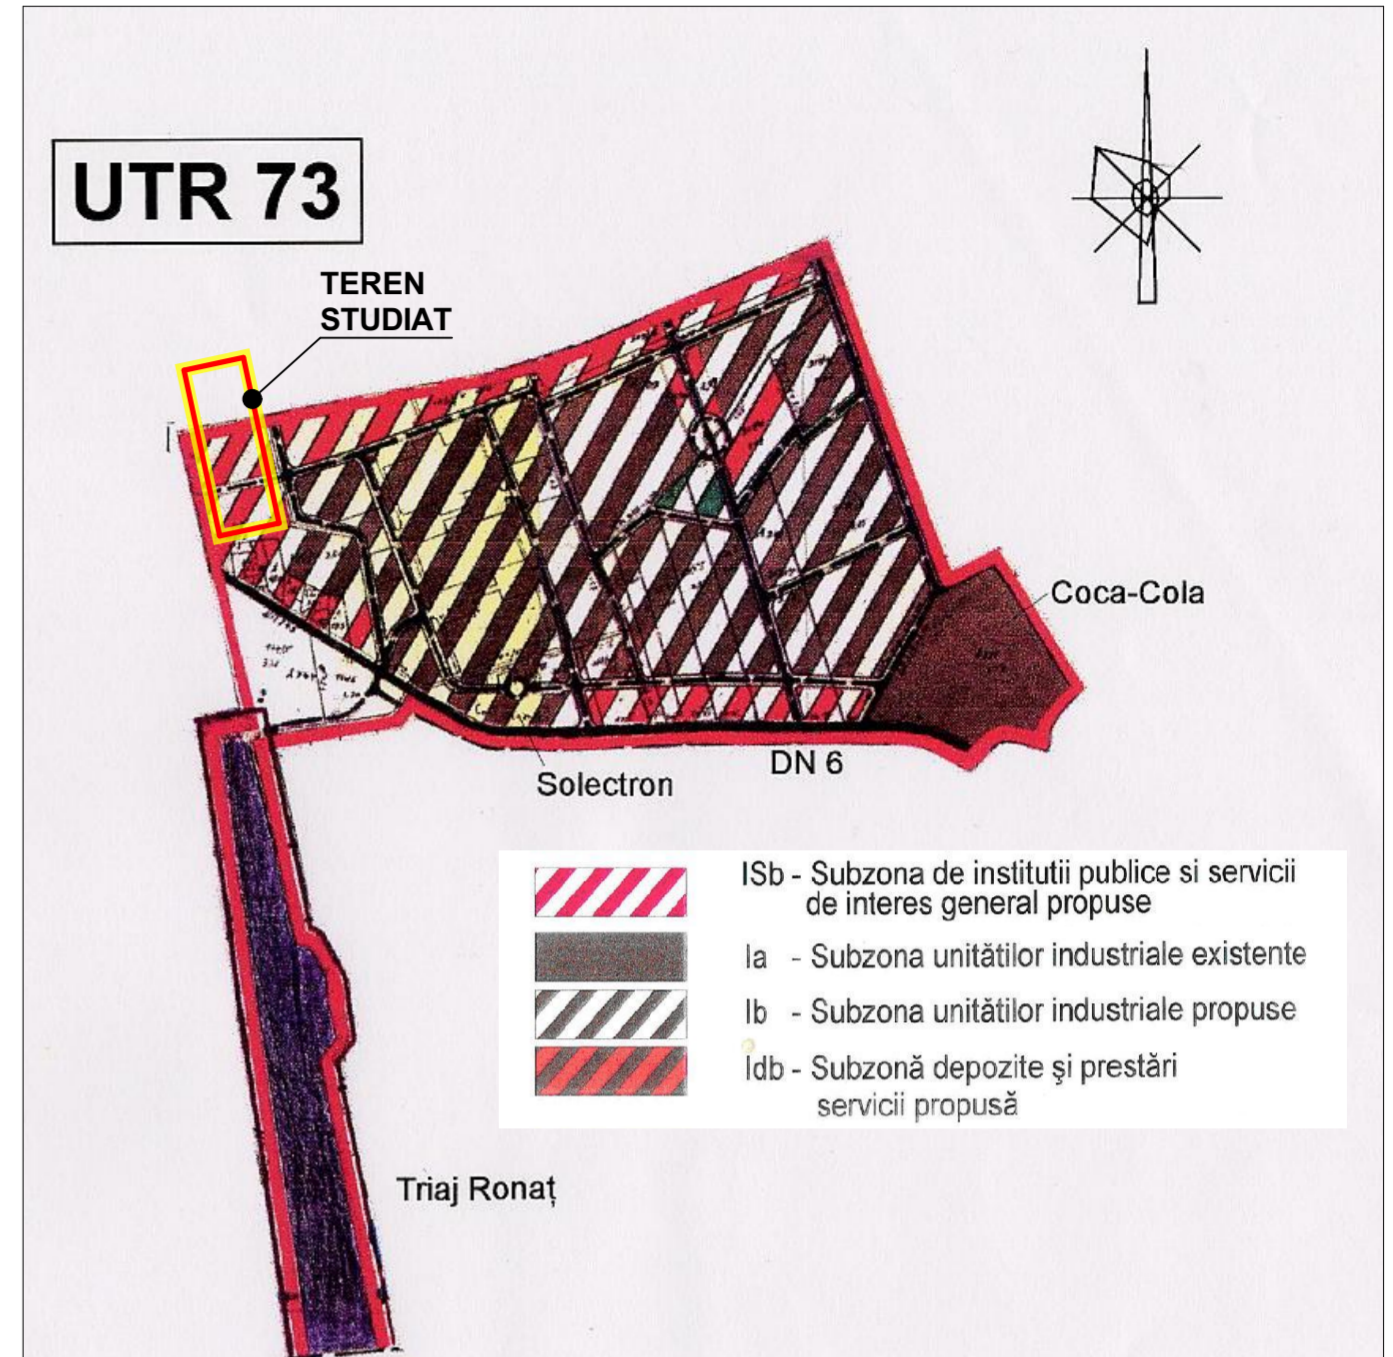 UTR 73
TEREN
STUDIAT
Coca-Cola
DN 6
Solectron
ISb - Subzona de institutii publice si servicii
de interes general propuse
Ia - Subzona unitătilor industriale existente
Ib - Subzona unitătilor industriale propuse
Idb - Subzonă depozite şi prestări
servicii propusă
Triaj Ronaț